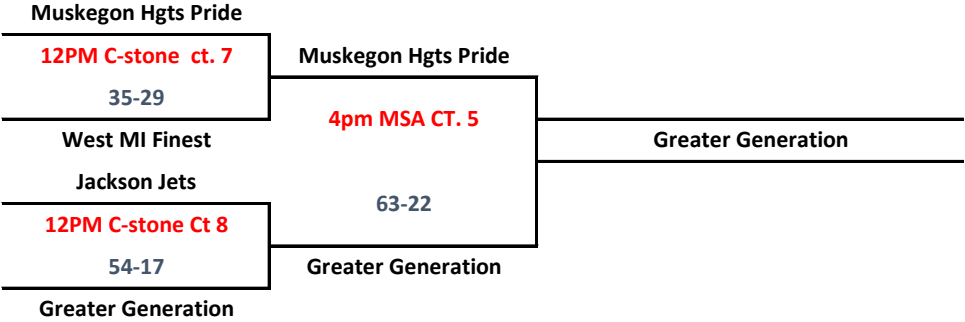 Muskegon Hgts Pride
12PM C-stone ct. 7
35-29
West MI Finest
Jackson Jets
12PM C-stone Ct 8
54-17
Greater Generation
Muskegon Hgts Pride
4pm MSA CT. 5
63-22
Greater Generation
Greater Generation